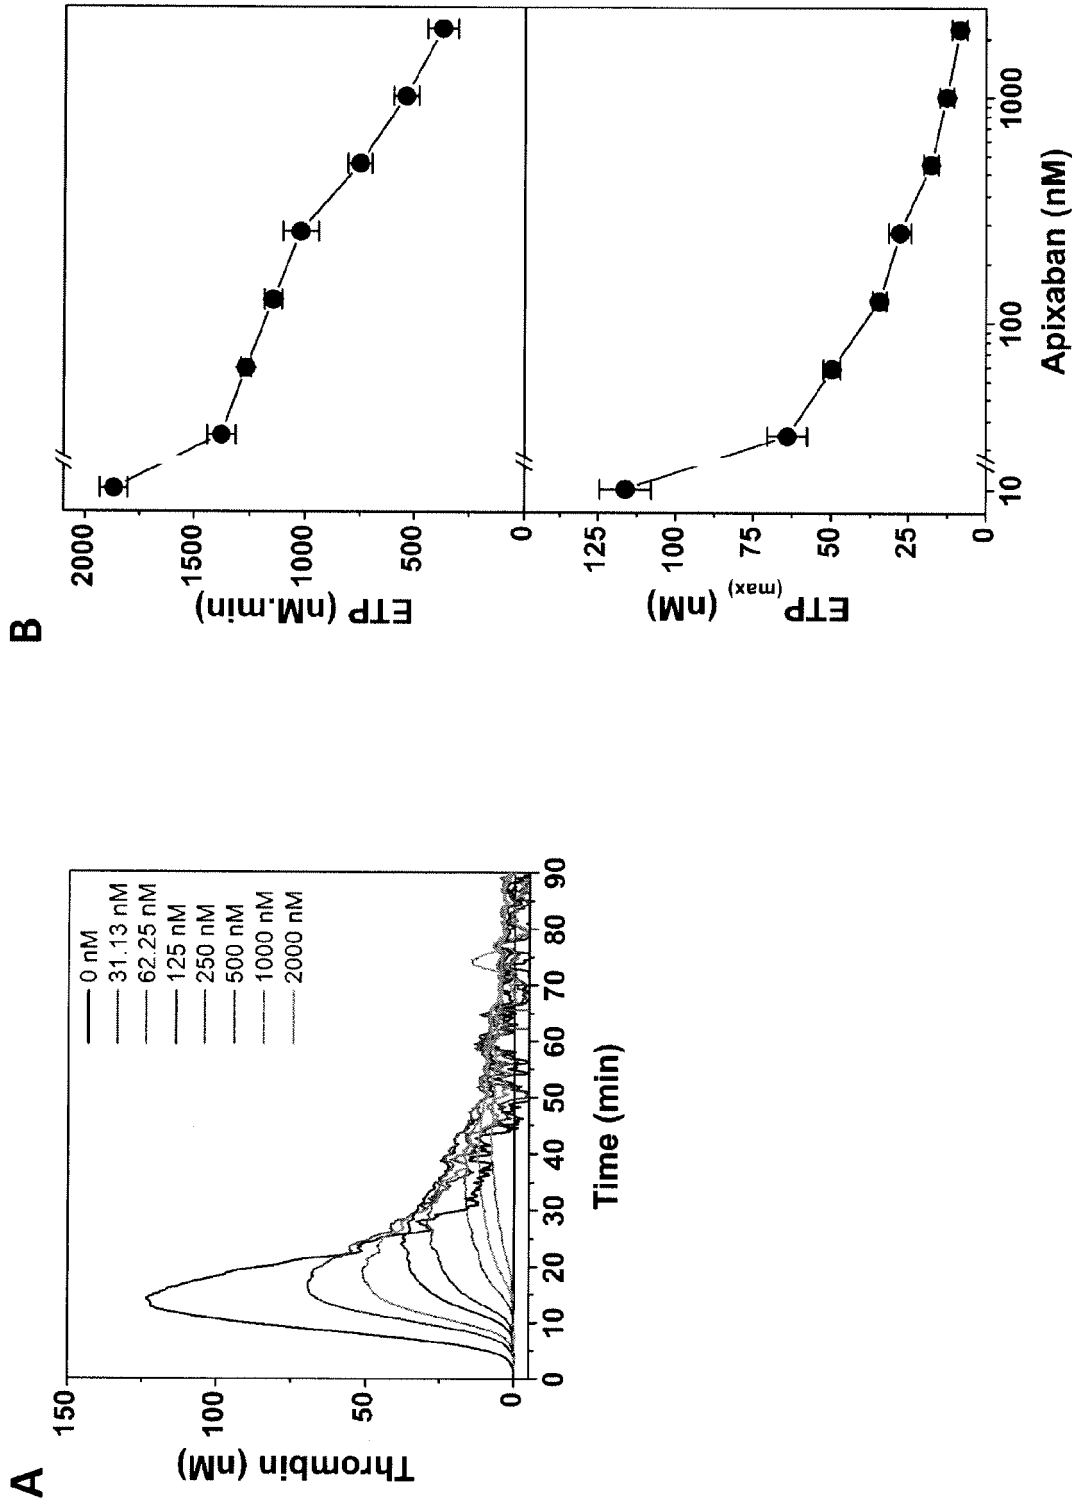 A
150
100
50
0
Thrombin (nM)
0 nM
31.13 nM
62.25 nM
125 nM
250 nM
500 nM
1000 nM
2000 nM
0 10 20 30 40 50 60 70 80 90
Time (min)
B
2000
1500
1000
500
0
ETP (nM.min)
125
100
75
50
25
0
ETP (max) (nM)
10 100 1000
Apixaban (nM)